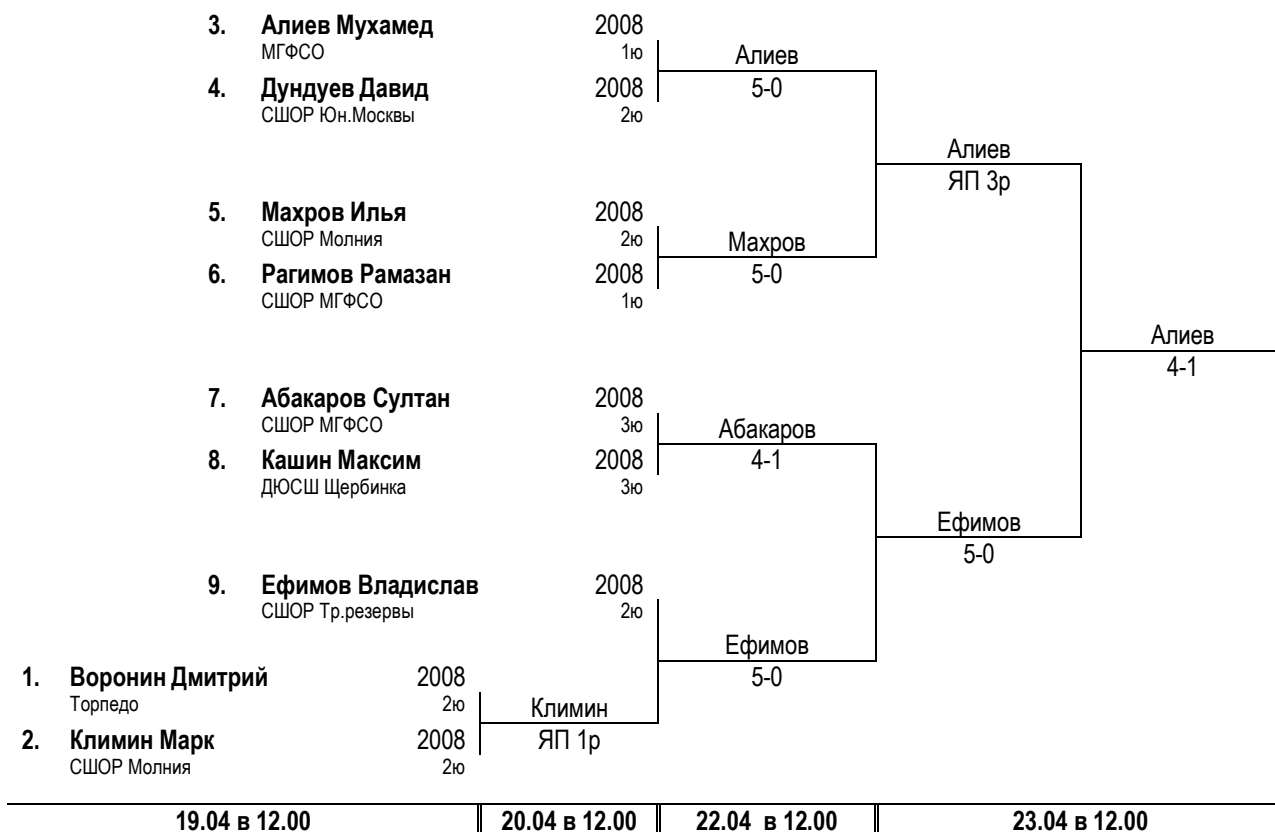 3. Алиев Мухамед 2008
МГФСО 1ю
Алиев
4. Дундуев Давид 2008
5-0
СШОР Юн.Москвы 2ю
Алиев
ЯП 3р
5. Махров Илья 2008
СШОР Молния 2ю
Махров
6. Рагимов Рамазан 2008
5-0
СШОР МГФСО 1ю
Алиев
4-1
7. Абакаров Султан 2008
СШОР МГФСО 3ю
Абакаров
8. Кашин Максим 2008
4-1
ДЮСШ Щербинка 3ю
Ефимов
5-0
9. Ефимов Владислав 2008
СШОР Тр.резервы 2ю
Ефимов
5-0
1. Воронин Дмитрий 2008
Торпедо 2ю
Климин
2. Климин Марк 2008
ЯП 1р
СШОР Молния 2ю
19.04 в 12.00 20.04 в 12.00 22.04 в 12.00 23.04 в 12.00